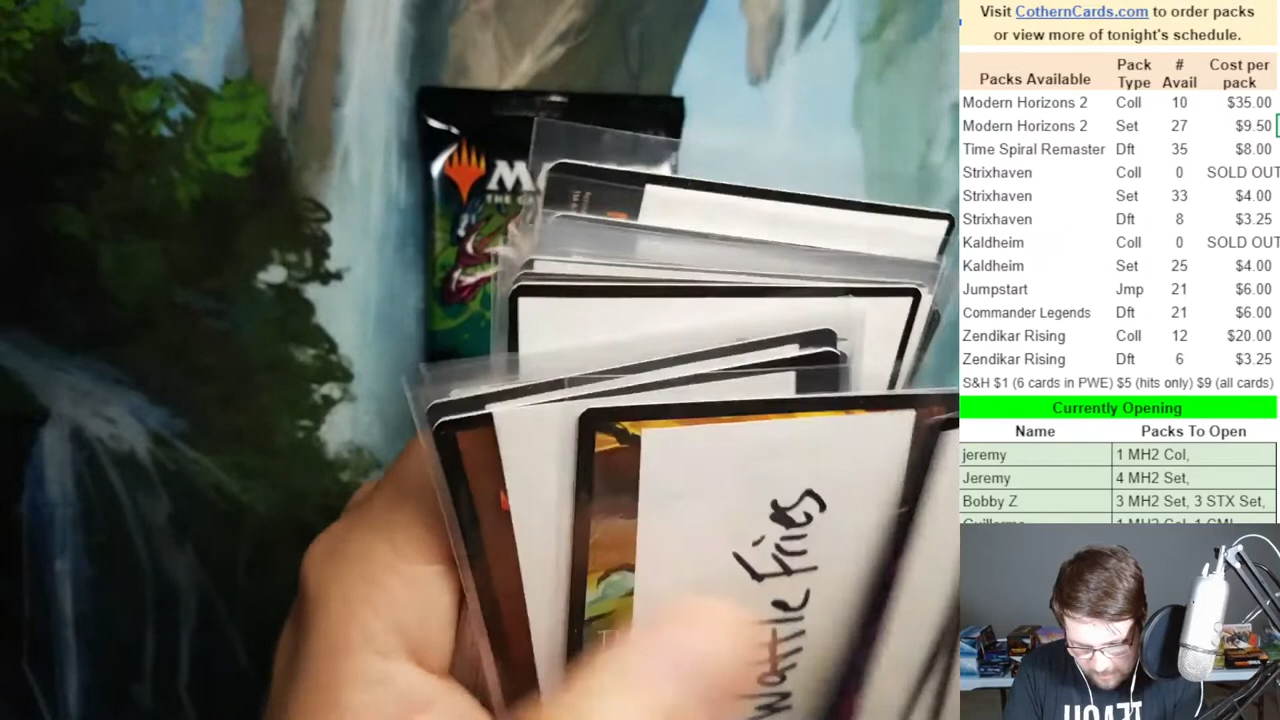 Visit CothernCards.com to order packs
or view more of tonight's schedule.
Packs Available Pack Type # Avail Cost per pack
Modern Horizons 2 Coll 10 $35.00
Modern Horizons 2 Set 27 $9.50
Time Spiral Remaster Dft 35 $8.00
Strixhaven Coll 0 SOLD OUT
Strixhaven Set 33 $4.00
Strixhaven Dft 8 $3.25
Kaldheim Coll 0 SOLD OUT
Kaldheim Set 25 $4.00
Jumpstart Jmp 21 $6.00
Commander Legends Dft 21 $6.00
Zendikar Rising Coll 12 $20.00
Zendikar Rising Dft 6 $3.25
S&H $1 (6 cards in PWE) $5 (hits only) $9 (all cards)
Currently Opening
Name Packs To Open
jeremy 1 MH2 Col,
Jeremy 4 MH2 Set,
Bobby Z 3 MH2 Set, 3 STX Set,
Wattle Fries